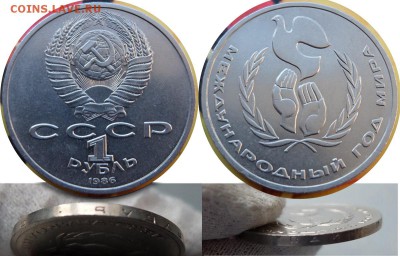 COINS.LAVE.RU
СССР
1
РУБЛЬ
1986
МЕЖДУНАРОДНЫЙ ГОД МИРА